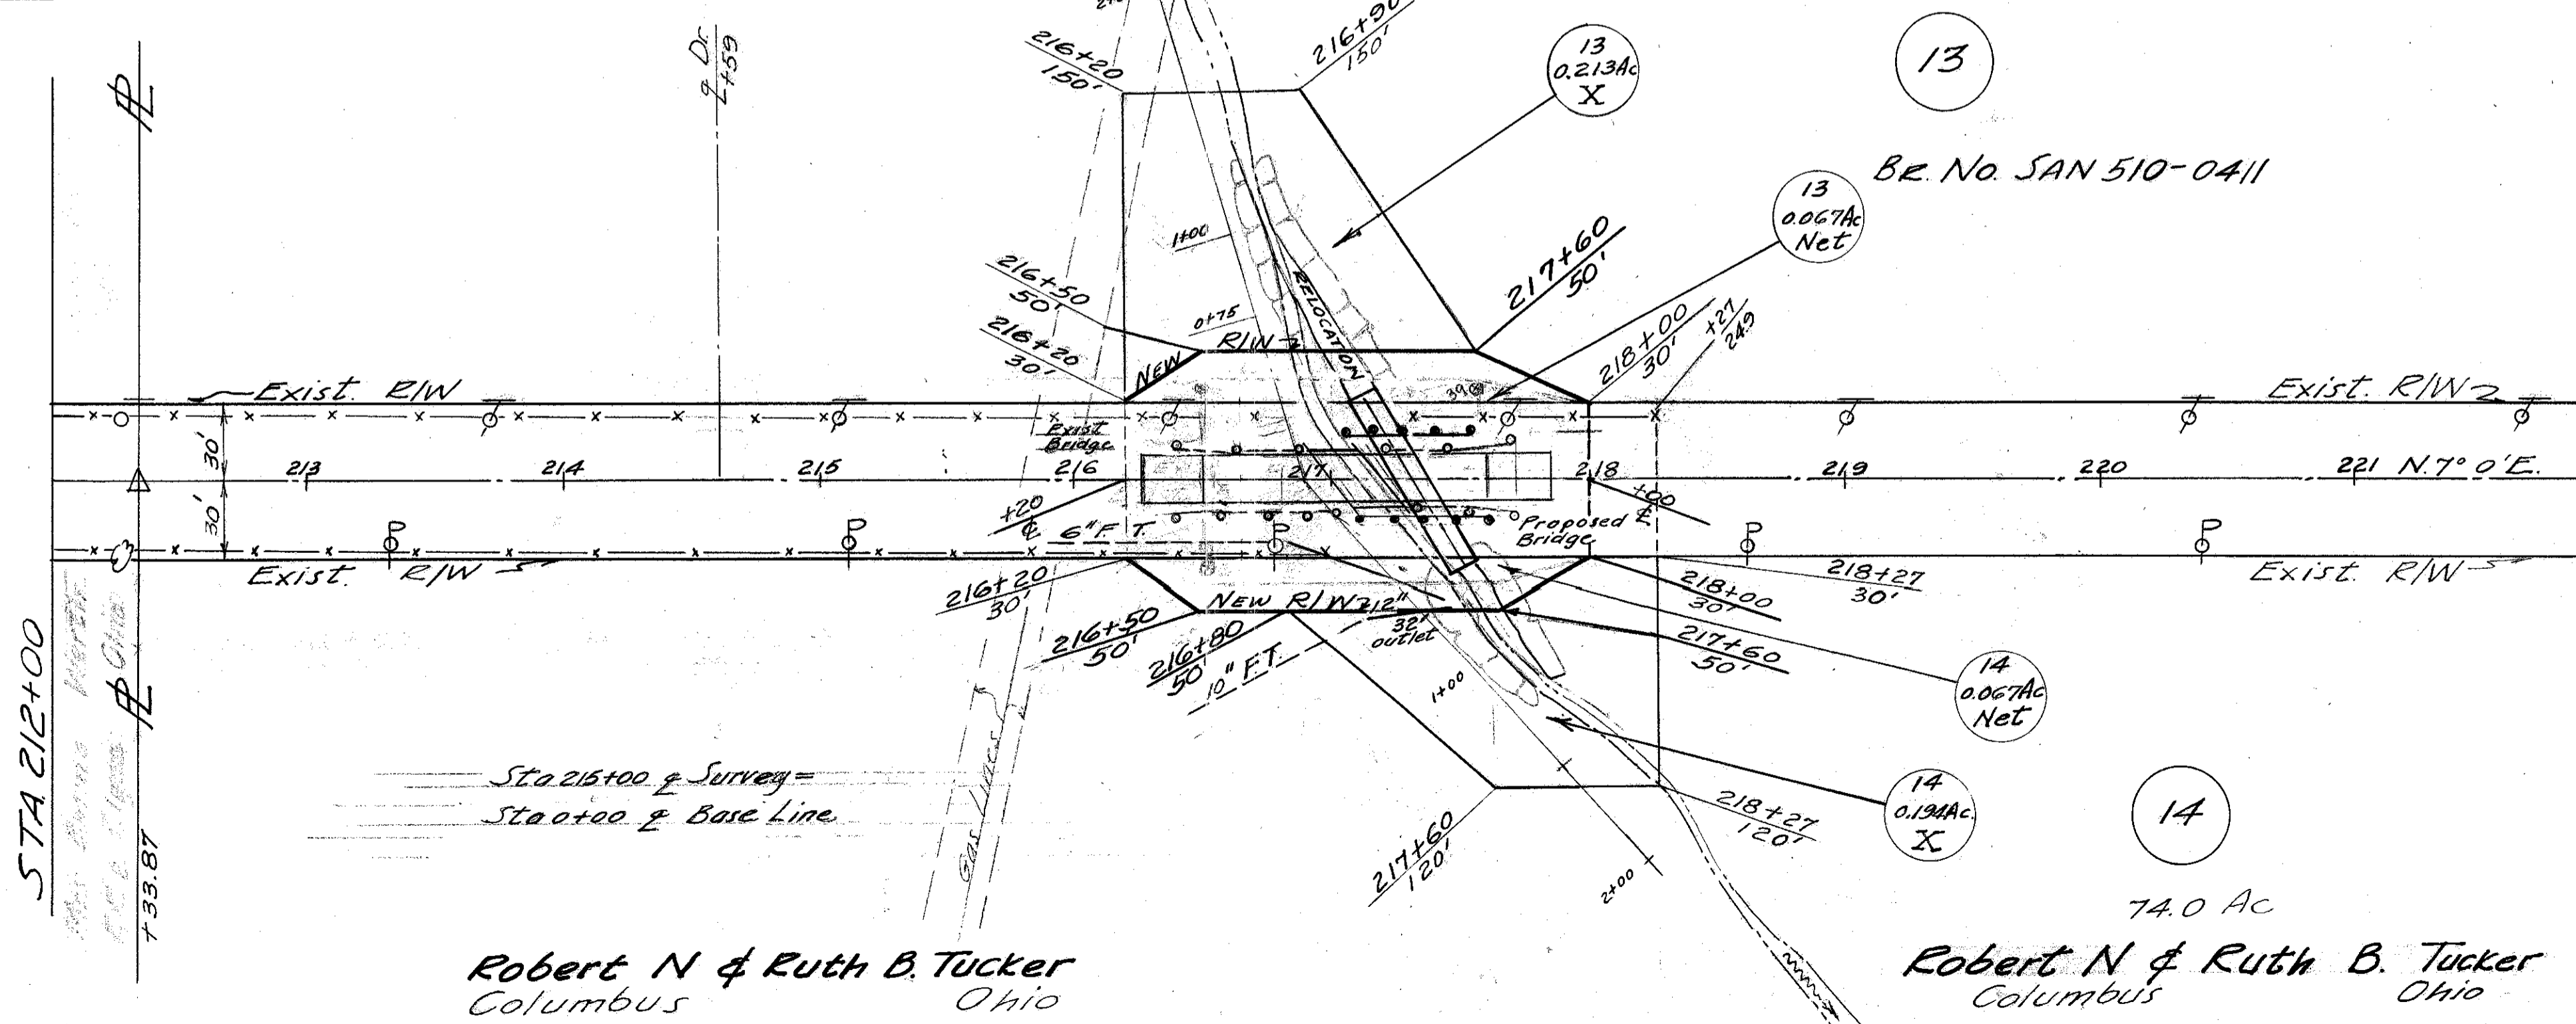 216+20
150'
216+90
150'
℄ Dr.
+59
13
0.213Ac
X
13
BR. No. SAN 510-0411
13
0.067Ac
Net
1+00
0+75
RELOCATION
216+50
50'
216+20
30'
217+60
50'
218+00
30'
+27
24.9
NEW R/W
Exist. R/W
Exist. R/W
30'
30'
Exist
Bridge
213
214
215
216
217
218
219
220
221
N. 7° 0' E.
+20
℄
6" F.T.
Proposed
Bridge
+00
℄
Exist. R/W
Exist. R/W
216+20
30'
216+50
50'
216+80
50'
NEW R/W
12"
32'
outlet
10" F.T.
218+27
30'
218+00
30'
217+60
50'
14
0.067Ac
Net
1+00
2+00
14
0.194Ac.
X
14
74.0 Ac
218+27
120'
217+60
120'
Gas Lines
Sta 215+00 ℄ Survey =
Sta 0+00 ℄ Base Line
STA 212+00
PL
PL
+33.87
Robert N & Ruth B. Tucker
Columbus Ohio
Robert N & Ruth B. Tucker
Columbus Ohio